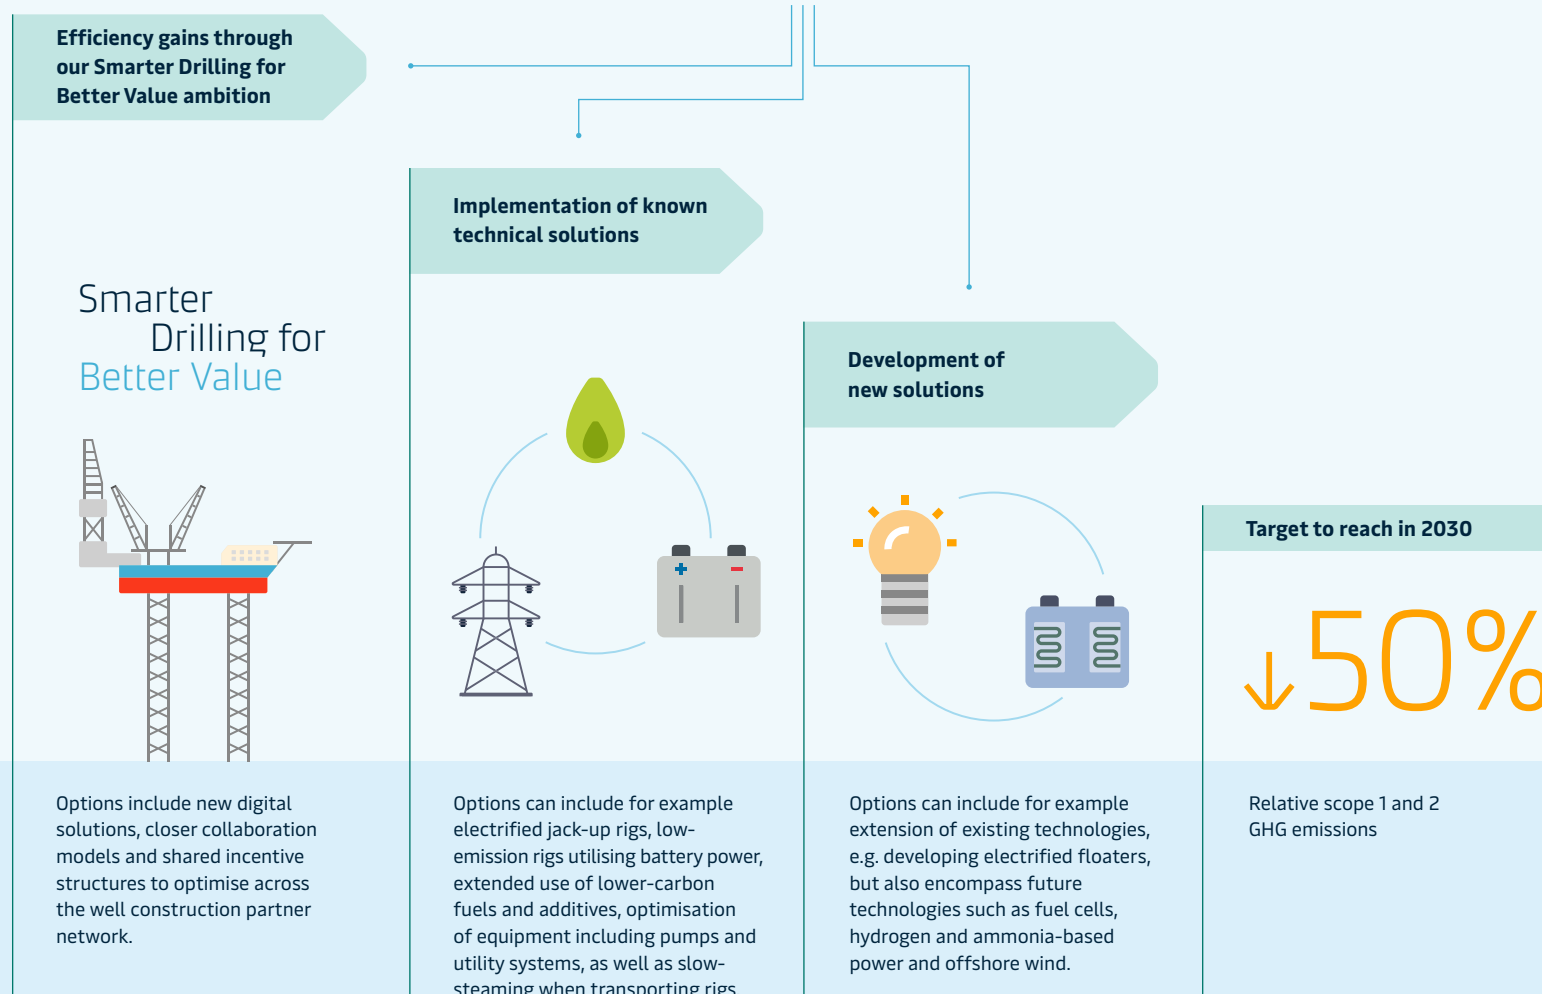 Efficiency gains through
our Smarter Drilling for
Better Value ambition
Implementation of known
technical solutions
Smarter
Drilling for
Better Value
Development of
new solutions
Target to reach in 2030
↓50%
Options include new digital
solutions, closer collaboration
models and shared incentive
structures to optimise across
the well construction partner
network.
Options can include for example
electrified jack-up rigs, low-
emission rigs utilising battery power,
extended use of lower-carbon
fuels and additives, optimisation
of equipment including pumps and
utility systems, as well as slow-
steaming when transporting rigs
Options can include for example
extension of existing technologies,
e.g. developing electrified floaters,
but also encompass future
technologies such as fuel cells,
hydrogen and ammonia-based
power and offshore wind.
Relative scope 1 and 2
GHG emissions